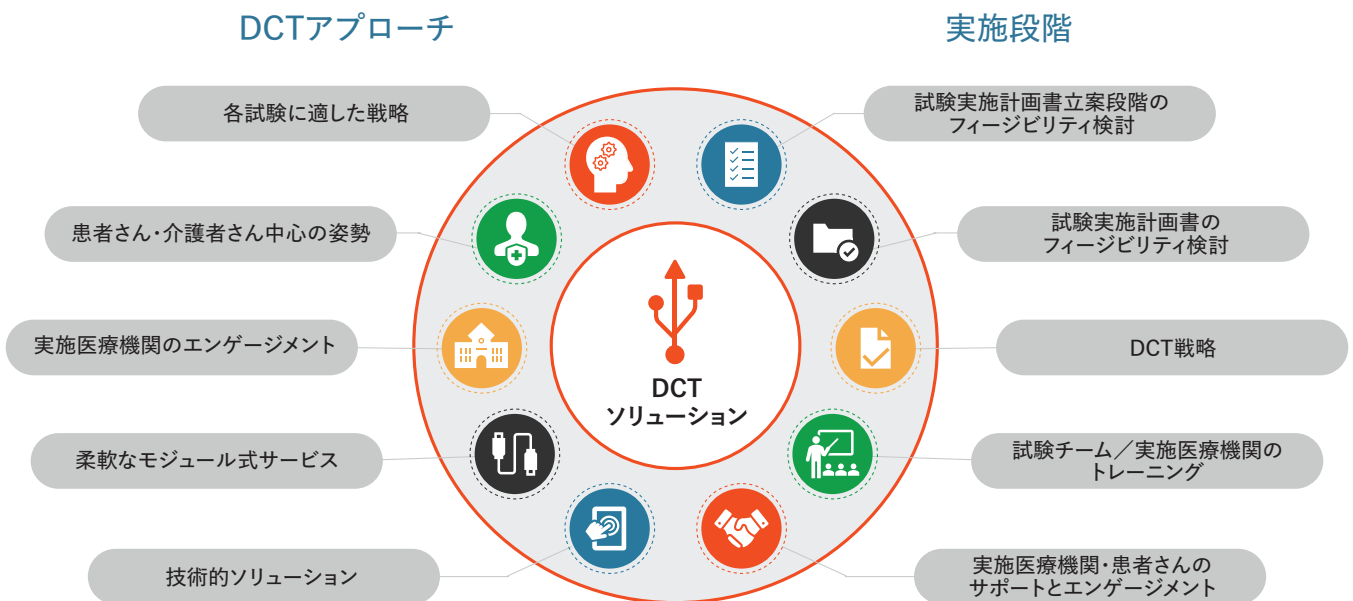 DCTアプローチ
各試験に適した戦略
患者さん・介護者さん中心の姿勢
実施医療機関のエンゲージメント
柔軟なモジュール式サービス
技術的ソリューション
DCT
ソリューション
実施段階
試験実施計画書立案段階の
フィージビリティ検討
試験実施計画書の
フィージビリティ検討
DCT戦略
試験チーム／実施医療機関の
トレーニング
実施医療機関・患者さんの
サポートとエンゲージメント